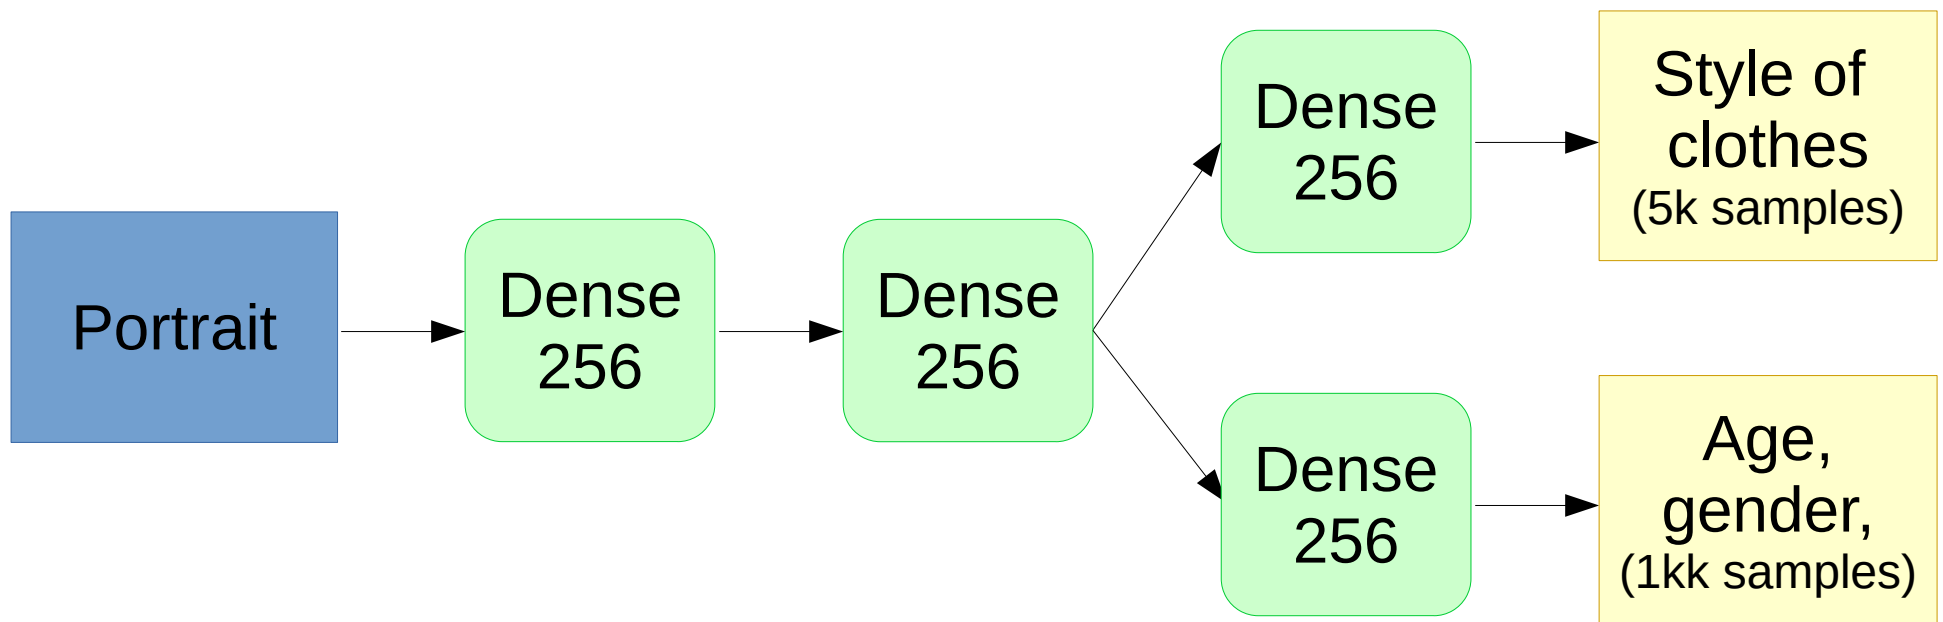 Portrait
Dense
256
Dense
256
Dense
256
Style of
clothes
(5k samples)
Dense
256
Age,
gender,
(1kk samples)